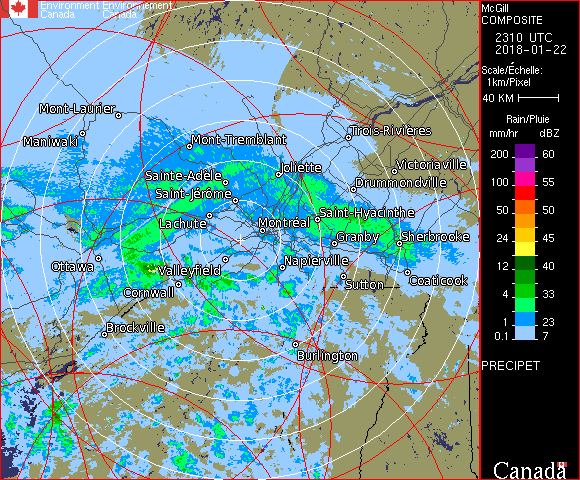 Environment Environnement
Canada Canada
McGill
COMPOSITE
2310 UTC
2018-01-22
Scale/Échelle:
1km/Pixel
40 KM
Rain/Pluie
mm/hr dBZ
200 60
100 55
50 50
24 45
12 40
4 33
0.1 7
1 23
PRECIPET
Mont-Laurier
Maniwaki
Mont-Tremblant
Trois-Rivières
Sainte-Adèle
Joliette
Victoriaville
Saint-Jérôme
Drummondville
Lachute
Montréal
Saint-Hyacinthe
Granby
Sherbrooke
Ottawa
Valleyfield
Napierville
Coaticook
Cornwall
Sutton
Brockville
Burlington
Canada